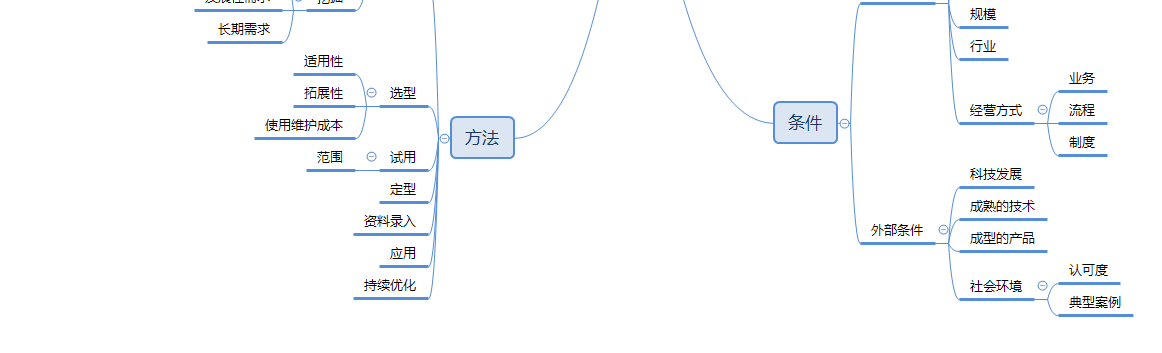 长期需求
适用性
拓展性
使用维护成本
选型
范围
试用
定型
资料录入
应用
持续优化
方法
条件
规模
行业
经营方式
业务
流程
制度
外部条件
科技发展
成熟的技术
成型的产品
社会环境
认可度
典型案例